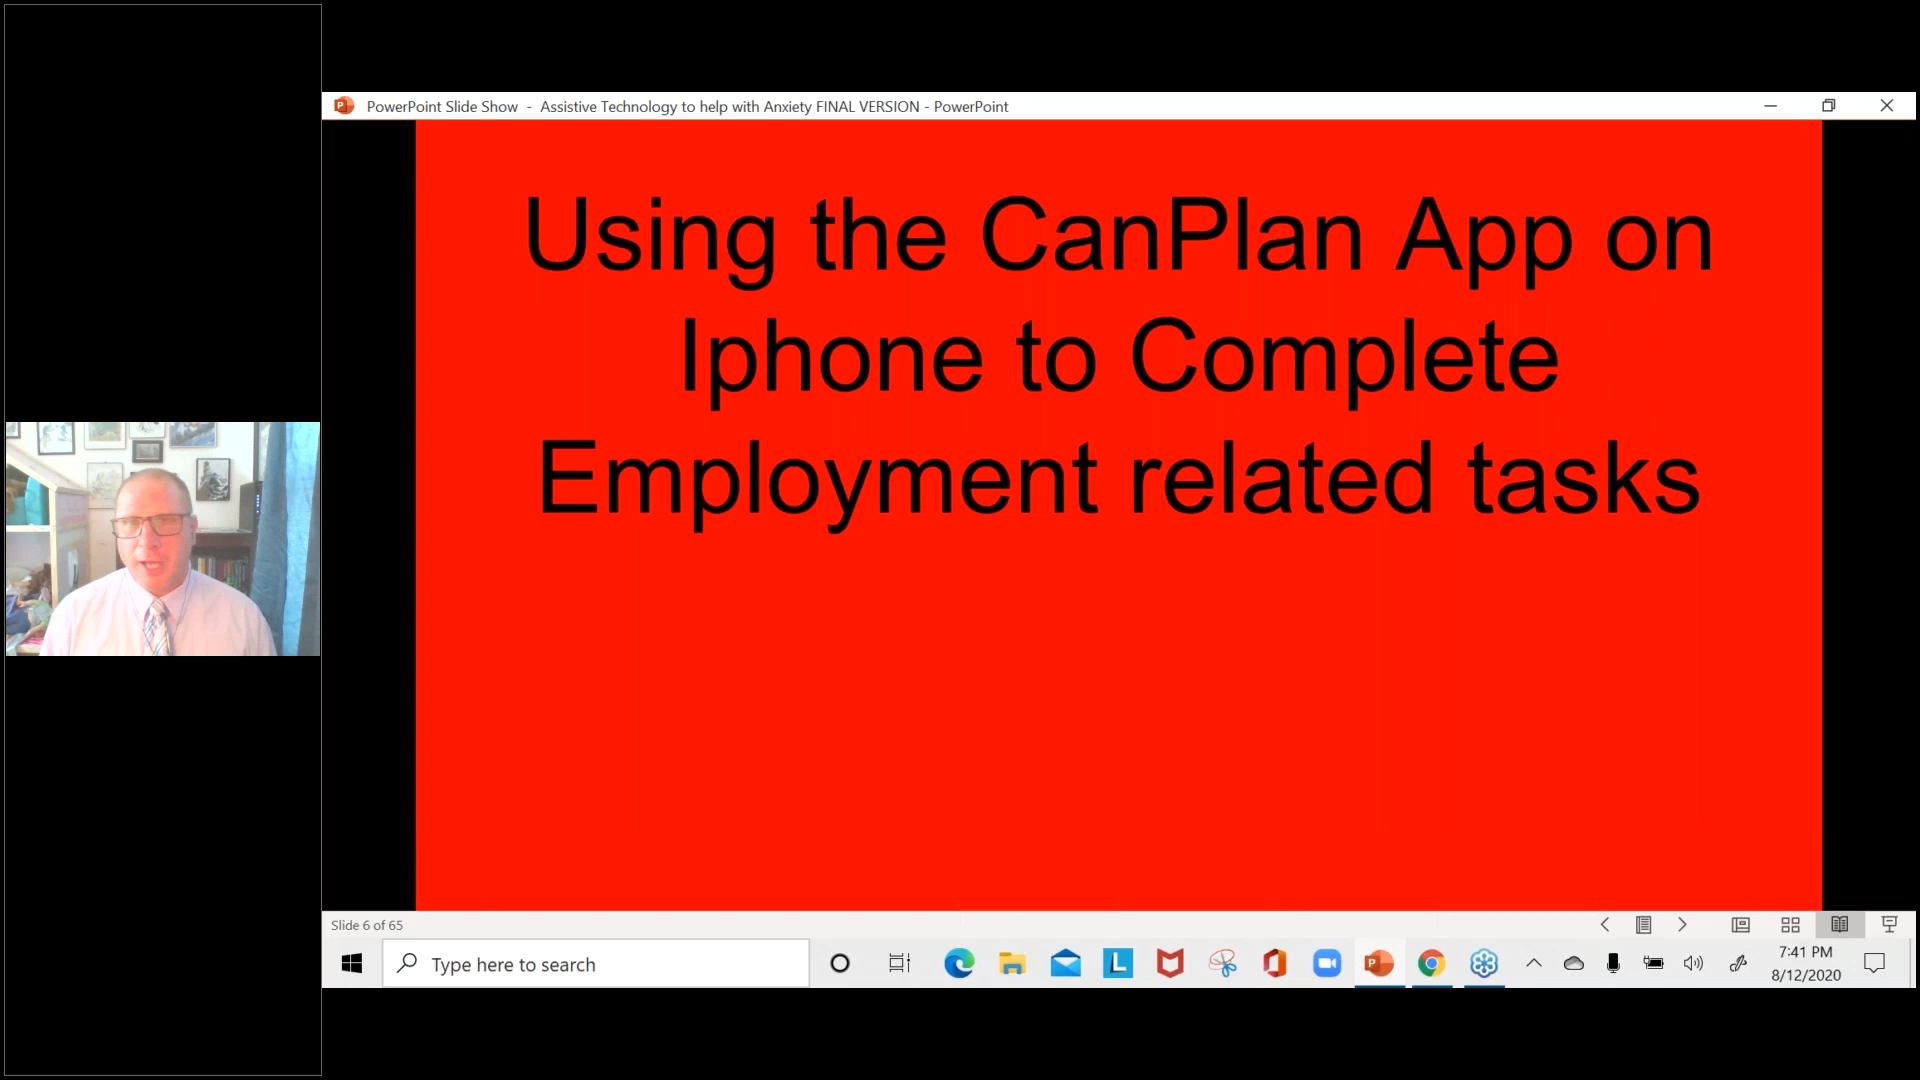 PowerPoint Slide Show - Assistive Technology to help with Anxiety FINAL VERSION - PowerPoint
Using the CanPlan App on
Iphone to Complete
Employment related tasks
Slide 6 of 65
Type here to search
7:41 PM
8/12/2020